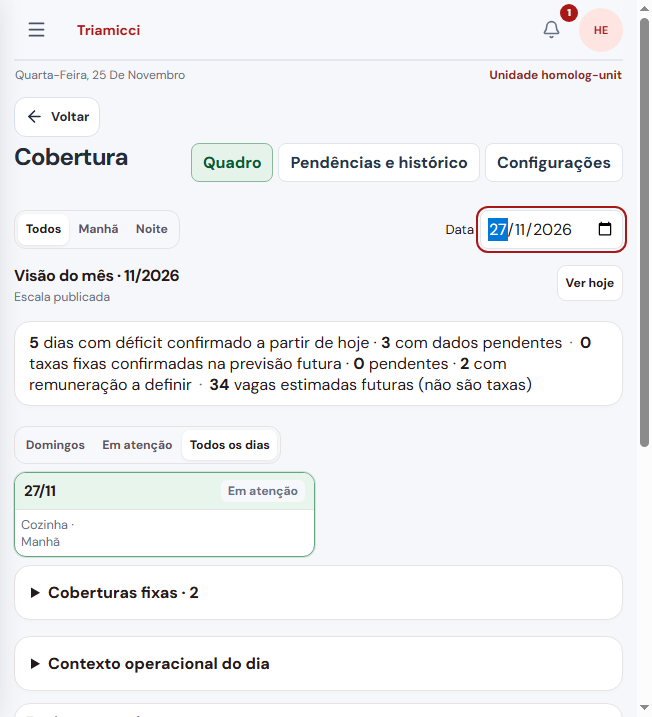 Triamicci
1
HE
Quarta-Feira, 25 De Novembro
Unidade homolog-unit
Voltar
Cobertura
Quadro
Pendências e histórico
Configurações
Todos
Manhã
Noite
Data
27/11/2026
Visão do mês · 11/2026
Escala publicada
Ver hoje
5 dias com déficit confirmado a partir de hoje · 3 com dados pendentes · 0
taxas fixas confirmadas na previsão futura · 0 pendentes · 2 com
remuneração a definir · 34 vagas estimadas futuras (não são taxas)
Domingos
Em atenção
Todos os dias
27/11
Em atenção
Cozinha ·
Manhã
Coberturas fixas · 2
Contexto operacional do dia